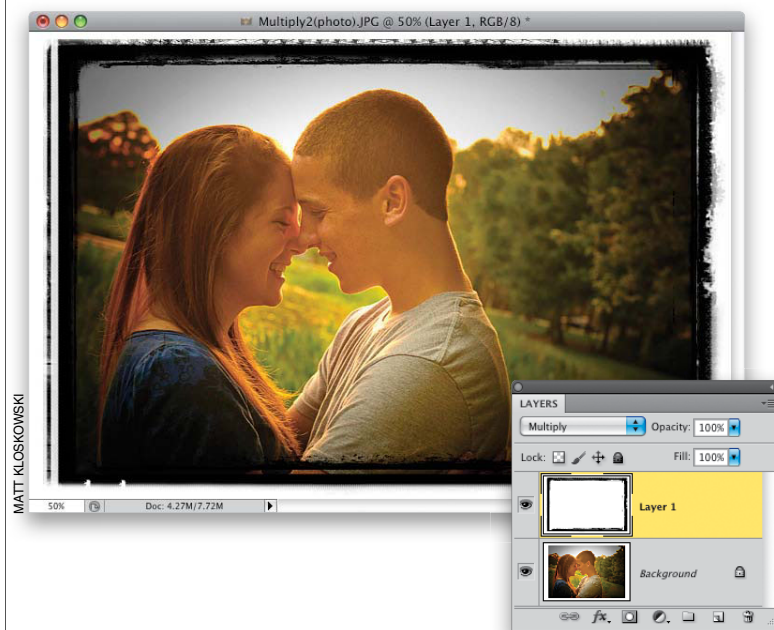 Multiply2(photo).JPG @ 50% (Layer 1, RGB/8) *
MATT KLOSKOWSKI
50%
Doc: 4.27M/7.72M
LAYERS
Multiply
Opacity: 100%
Lock:
Fill: 100%
Layer 1
Background
fx.